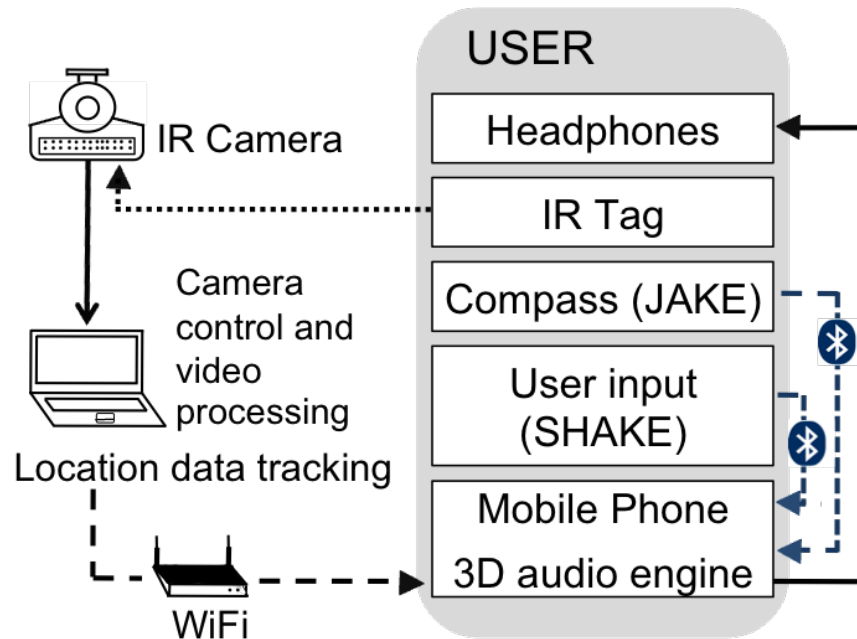 USER
Headphones
IR Camera
IR Tag
Compass (JAKE)
Camera
control and
video
processing
User input
(SHAKE)
Location data tracking
Mobile Phone
3D audio engine
WiFi